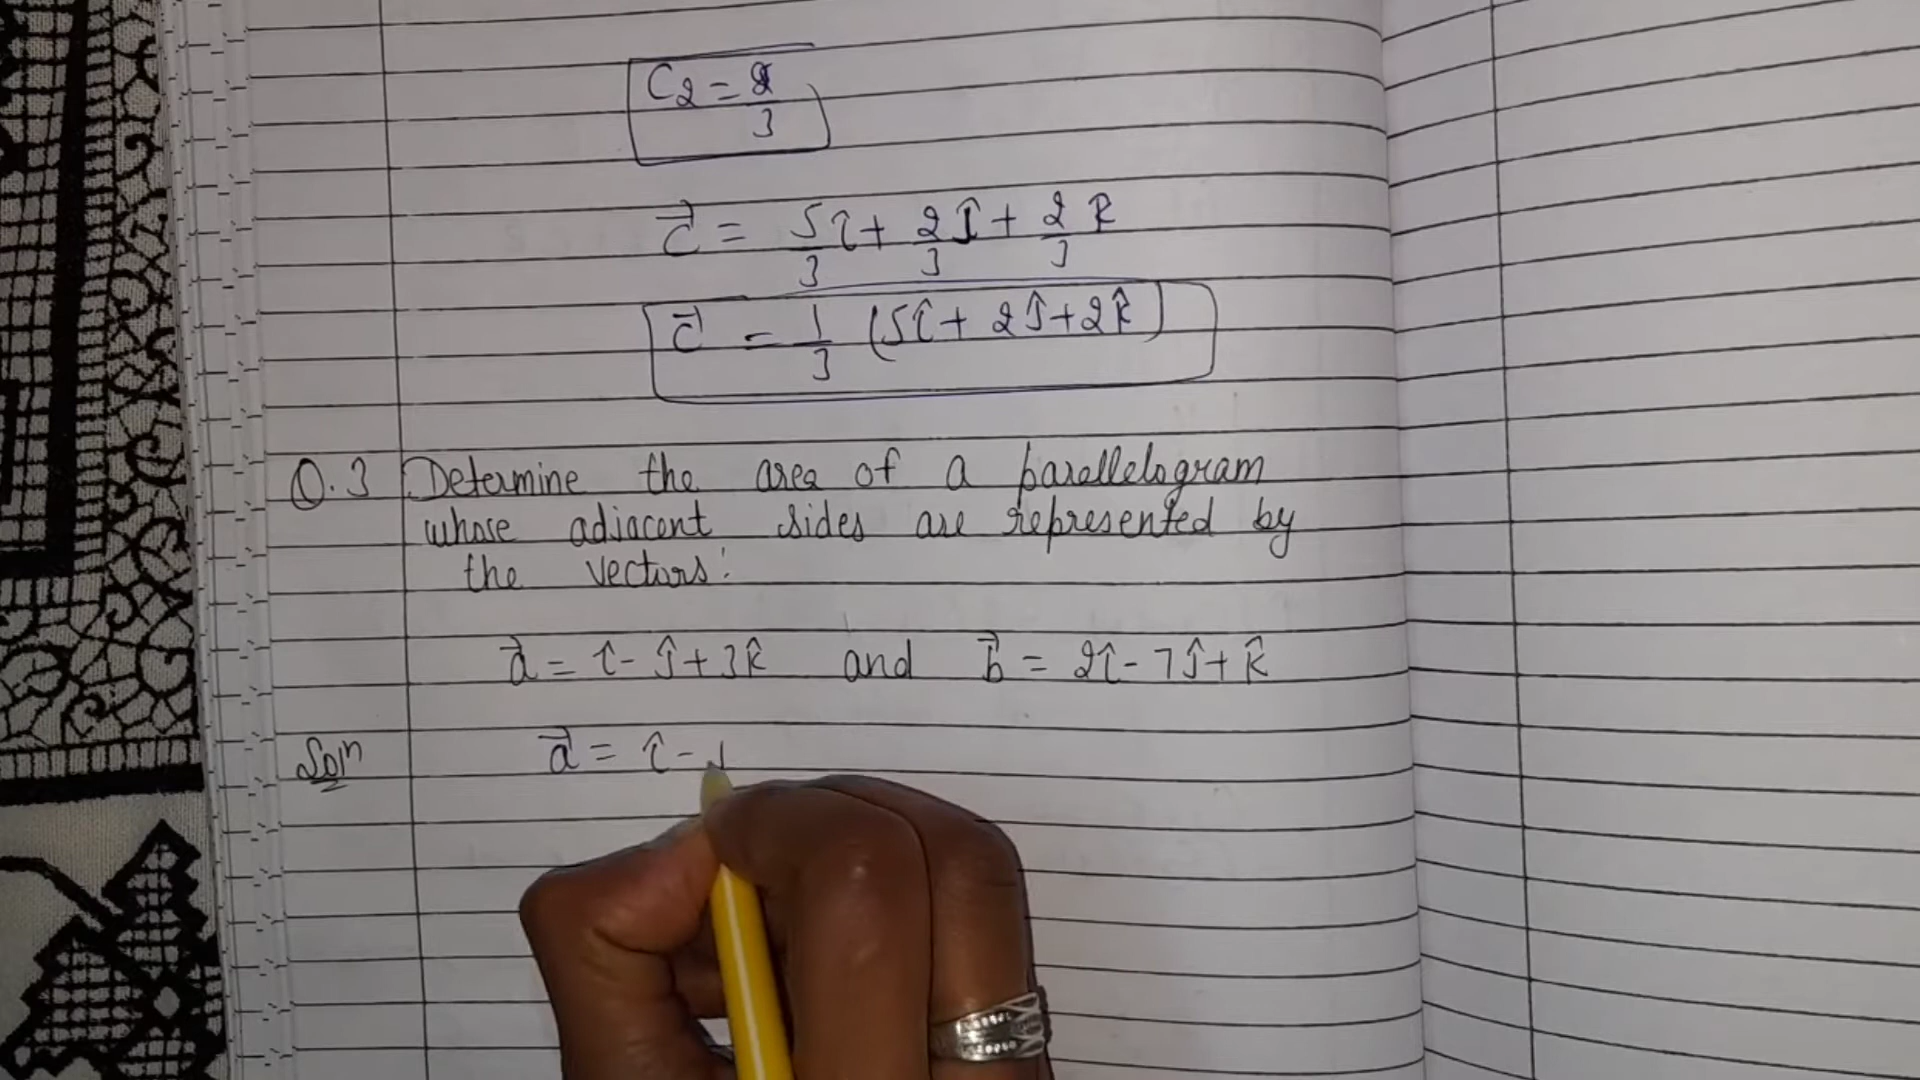 C₂ = 2/3
c⃗ = 5/3 î + 2/3 ĵ + 2/3 k̂
c⃗ = 1/3 (5î + 2ĵ + 2k̂)
Q.3 Determine the area of a parellelogram
whose adjacent sides are represented by
the vectors:
a⃗ = î - ĵ + 3k̂ and b⃗ = 2î - 7ĵ + k̂
Solⁿ a⃗ = î -